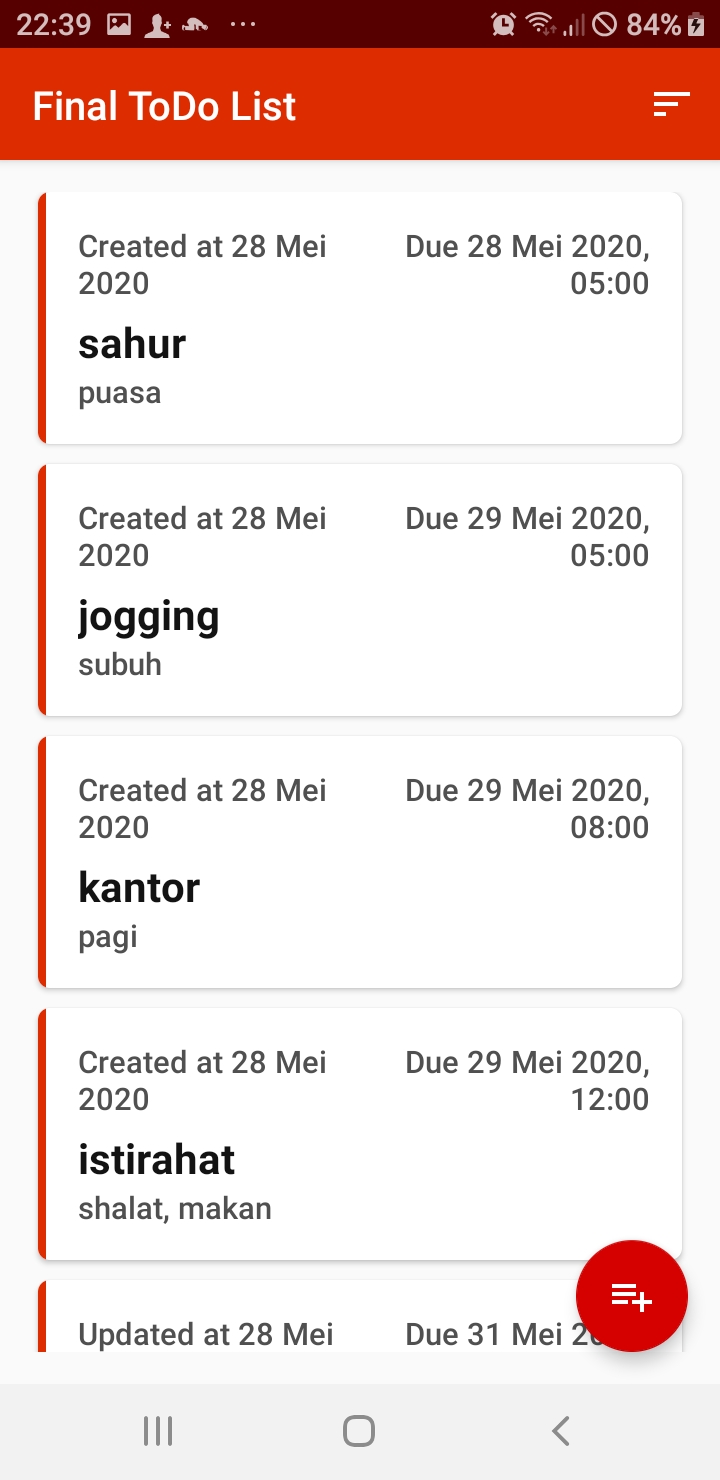 22:39 84%
Final ToDo List
Created at 28 Mei 2020
Due 28 Mei 2020, 05:00
sahur
puasa
Created at 28 Mei 2020
Due 29 Mei 2020, 05:00
jogging
subuh
Created at 28 Mei 2020
Due 29 Mei 2020, 08:00
kantor
pagi
Created at 28 Mei 2020
Due 29 Mei 2020, 12:00
istirahat
shalat, makan
Updated at 28 Mei
Due 31 Mei